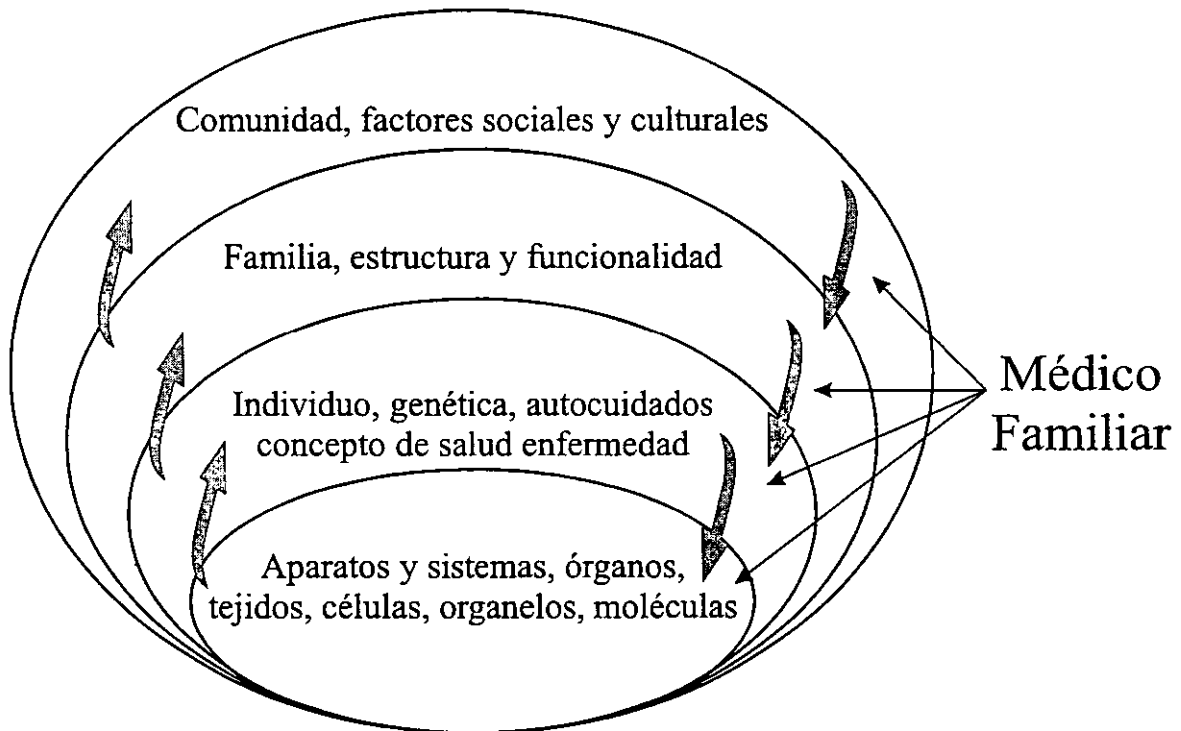 Comunidad, factores sociales y culturales
Familia, estructura y funcionalidad
Individuo, genética, autocuidados
concepto de salud enfermedad
Aparatos y sistemas, órganos,
tejidos, células, organelos, moléculas
Médico
Familiar